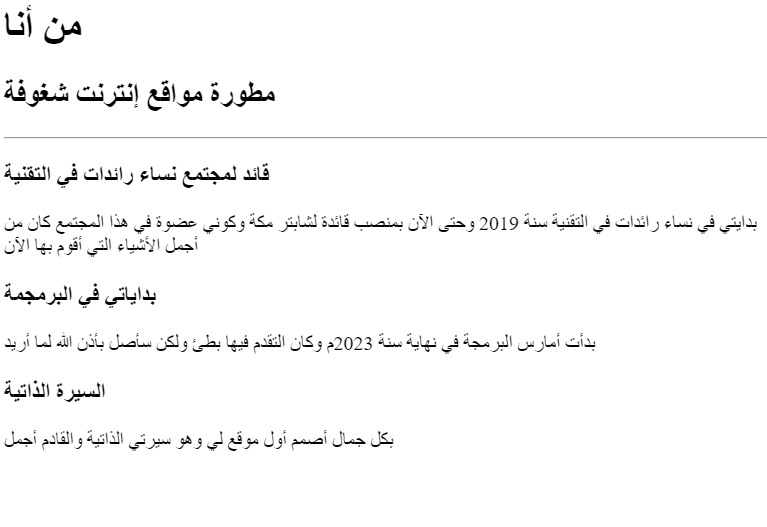 من أنا
مطورة مواقع إنترنت شغوفة
قائد لمجتمع نساء رائدات في التقنية
بدايتي في نساء رائدات في التقنية سنة 2019 وحتى الآن بمنصب قائدة لشابتر مكة وكوني عضوة في هذا المجتمع كان من
أجمل الأشياء التي أقوم بها الآن
بداياتي في البرمجمة
بدأت أمارس البرمجة في نهاية سنة 2023م وكان التقدم فيها بطئ ولكن سأصل بأذن الله لما أريد
السيرة الذاتية
بكل جمال أصمم أول موقع لي وهو سيرتي الذاتية والقادم أجمل